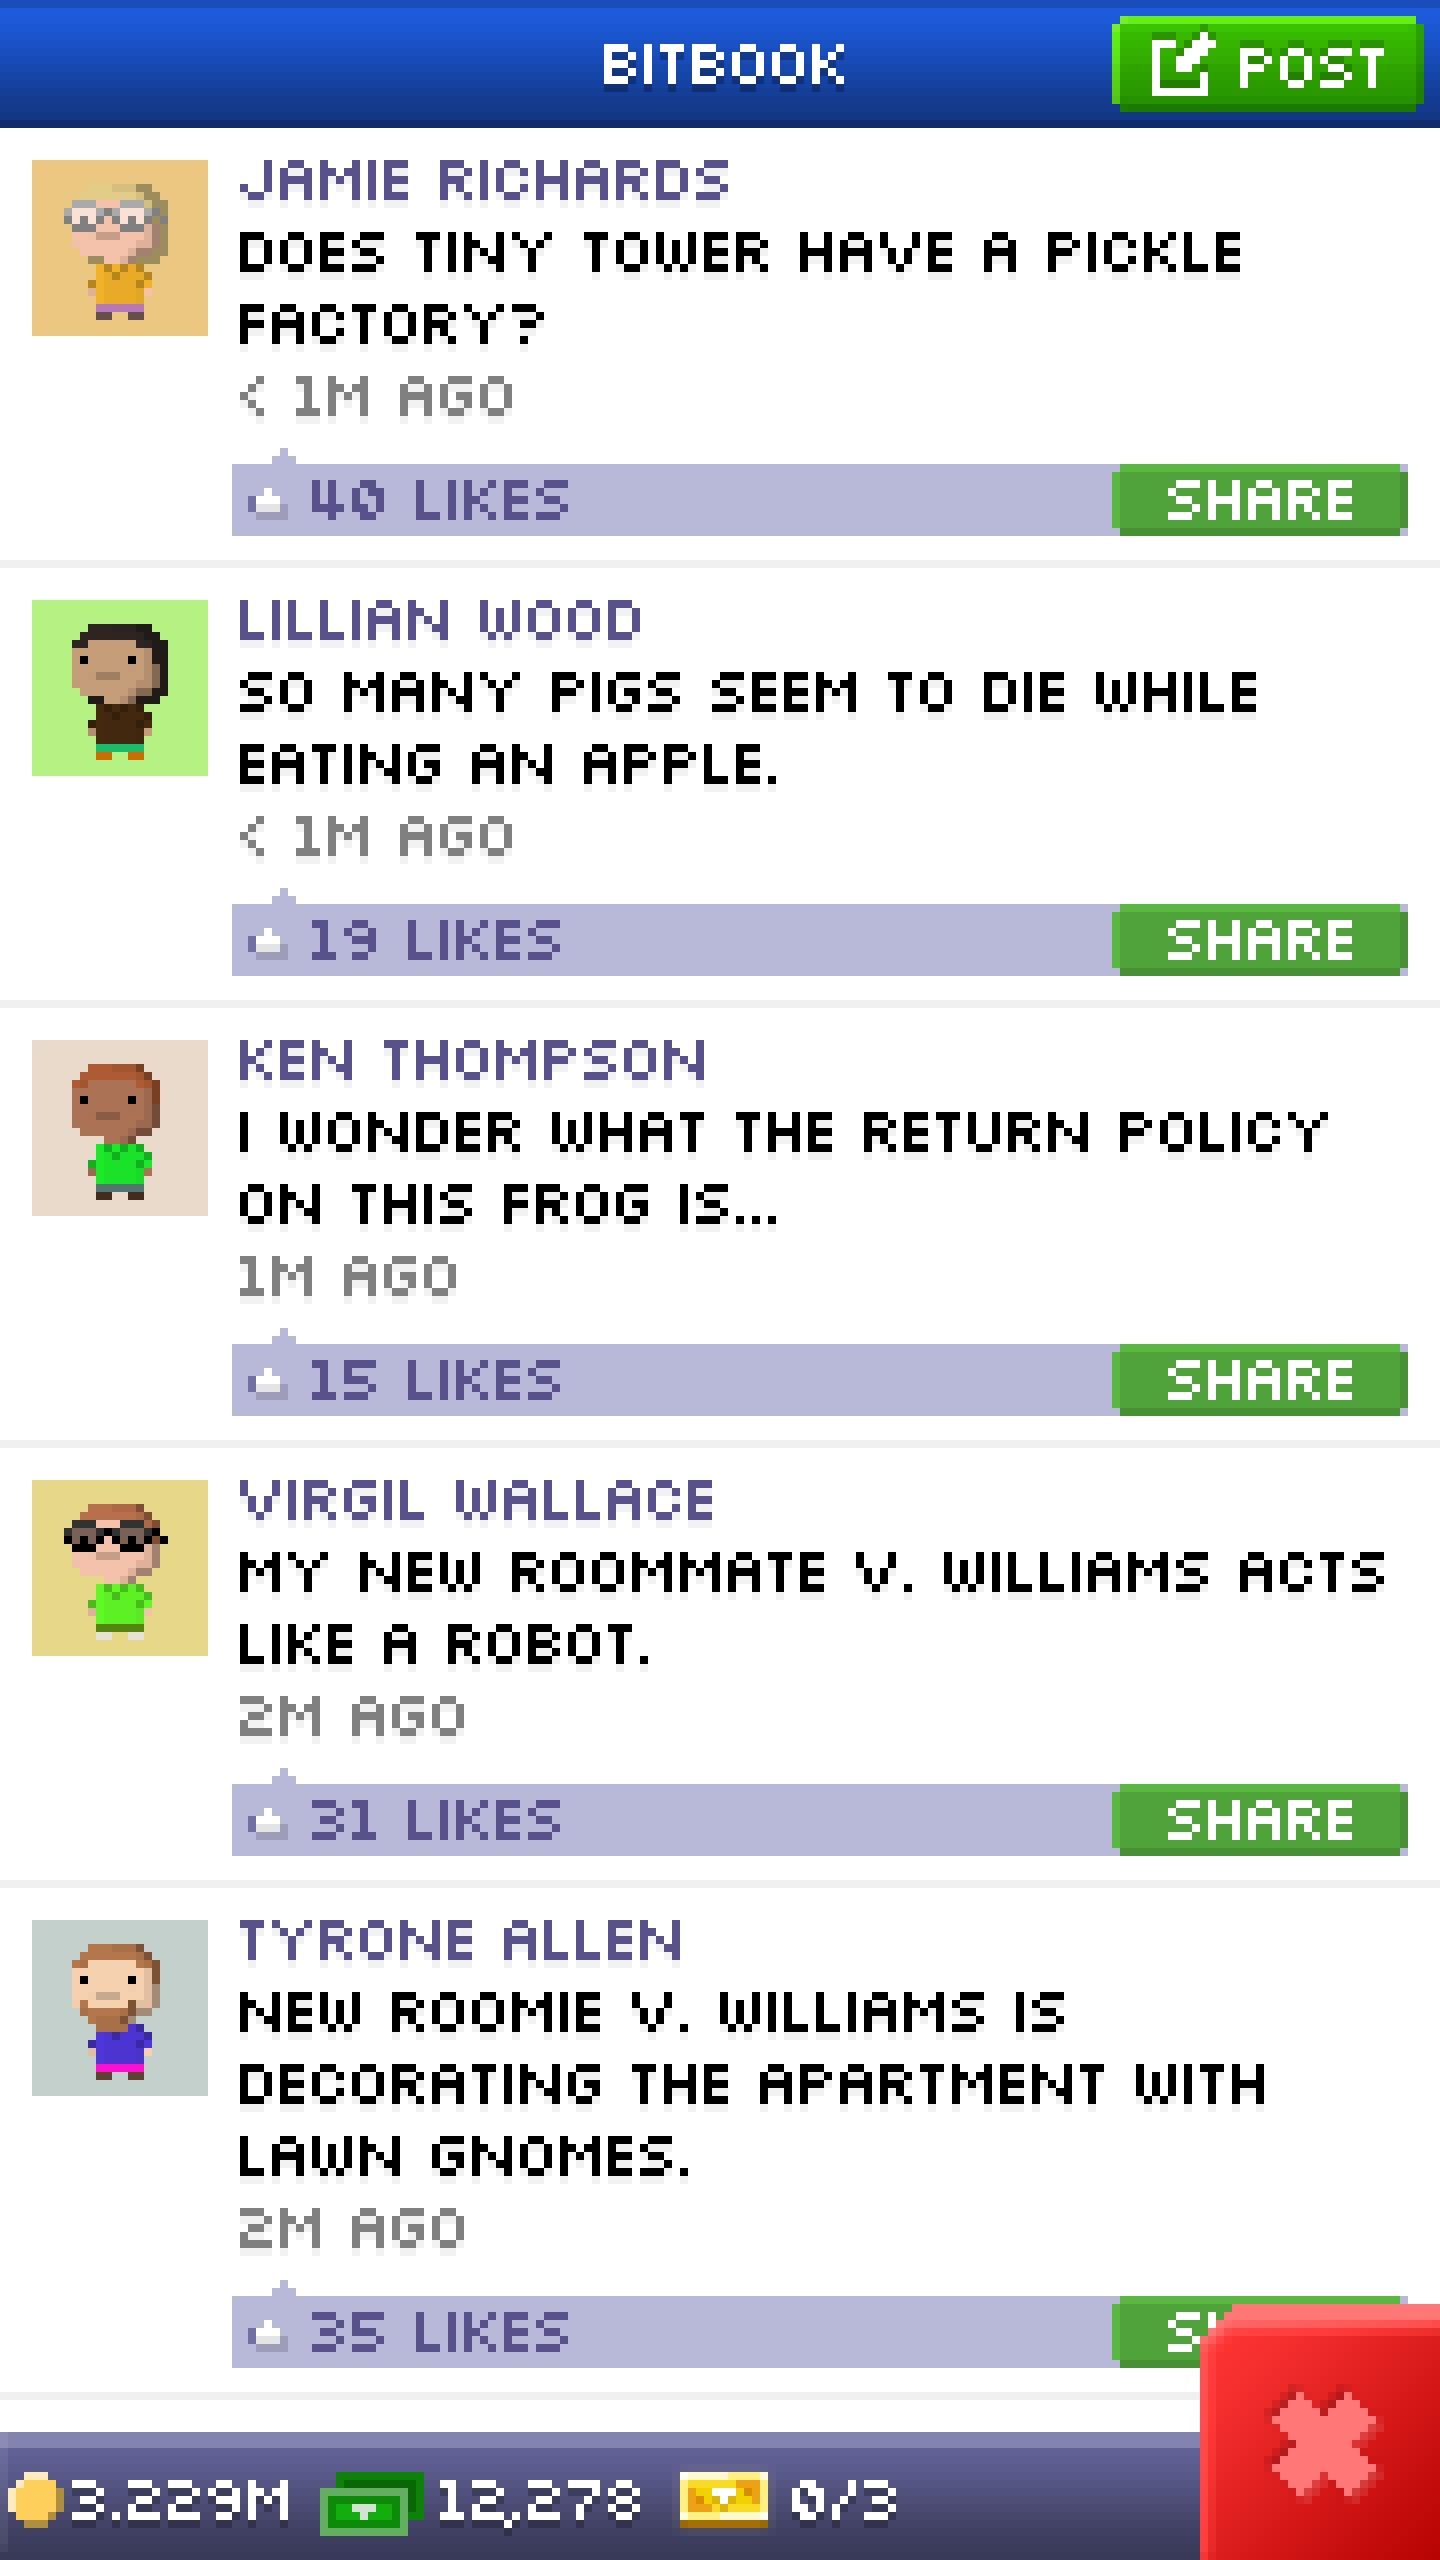 BITBOOK
POST
JAMIE RICHARDS
DOES TINY TOWER HAVE A PICKLE
FACTORY?
< 1M AGO
40 LIKES
SHARE
LILLIAN WOOD
SO MANY PIGS SEEM TO DIE WHILE
EATING AN APPLE.
< 1M AGO
19 LIKES
SHARE
KEN THOMPSON
I WONDER WHAT THE RETURN POLICY
ON THIS FROG IS...
1M AGO
15 LIKES
SHARE
VIRGIL WALLACE
MY NEW ROOMMATE V. WILLIAMS ACTS
LIKE A ROBOT.
2M AGO
31 LIKES
SHARE
TYRONE ALLEN
NEW ROOMIE V. WILLIAMS IS
DECORATING THE APARTMENT WITH
LAWN GNOMES.
2M AGO
35 LIKES
3.229M 12,278 0/3